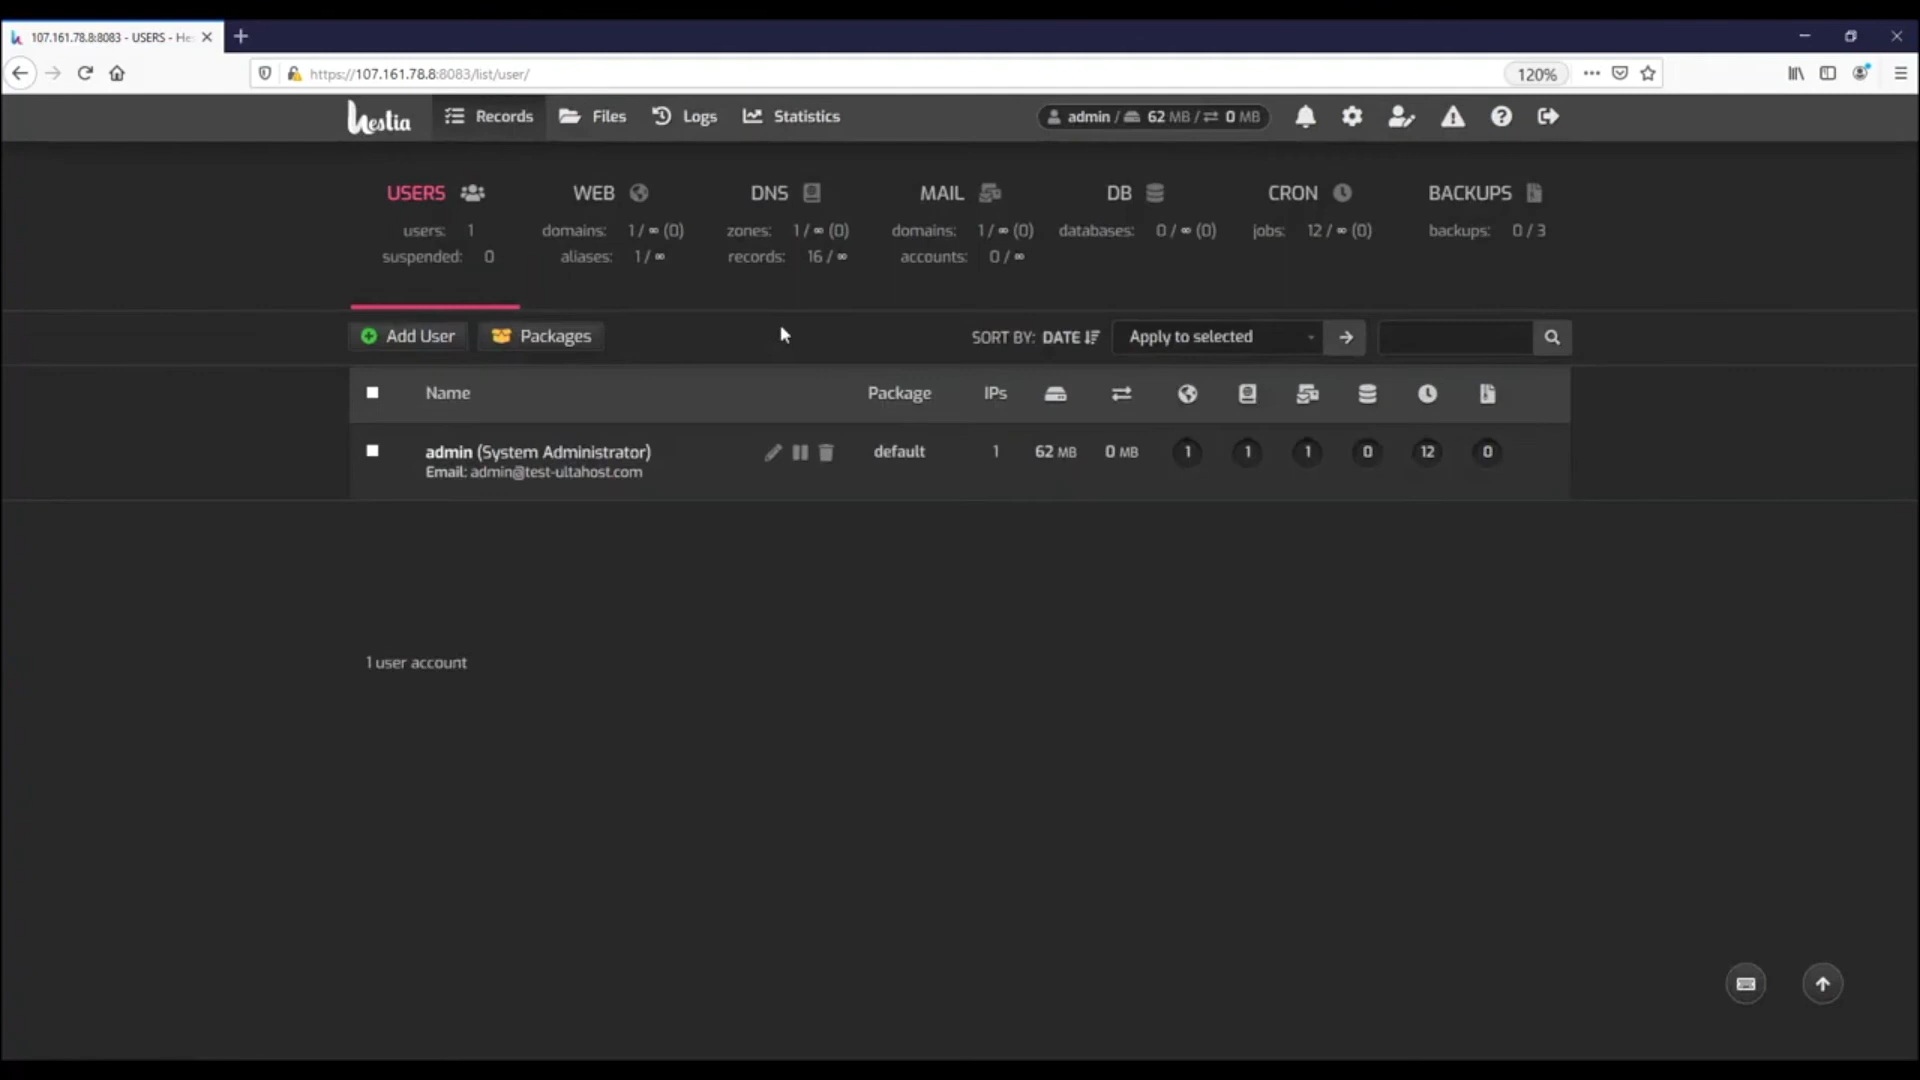 107.161.78.8:8083 - USERS - He
https://107.161.78.8:8083/list/user/
120%
hestia
Records
Files
Logs
Statistics
admin / 62 MB / 0 MB
USERS
users: 1
suspended: 0
WEB
domains: 1 / ∞ (0)
aliases: 1 / ∞
DNS
zones: 1 / ∞ (0)
records: 16 / ∞
MAIL
domains: 1 / ∞ (0)
accounts: 0 / ∞
DB
databases: 0 / ∞ (0)
CRON
jobs: 12 / ∞ (0)
BACKUPS
backups: 0 / 3
Add User
Packages
SORT BY: DATE
Apply to selected
Name
Package
IPs
admin (System Administrator)
Email: admin@test-ultahost.com
default
1
62 MB
0 MB
1
1
1
0
12
0
1 user account